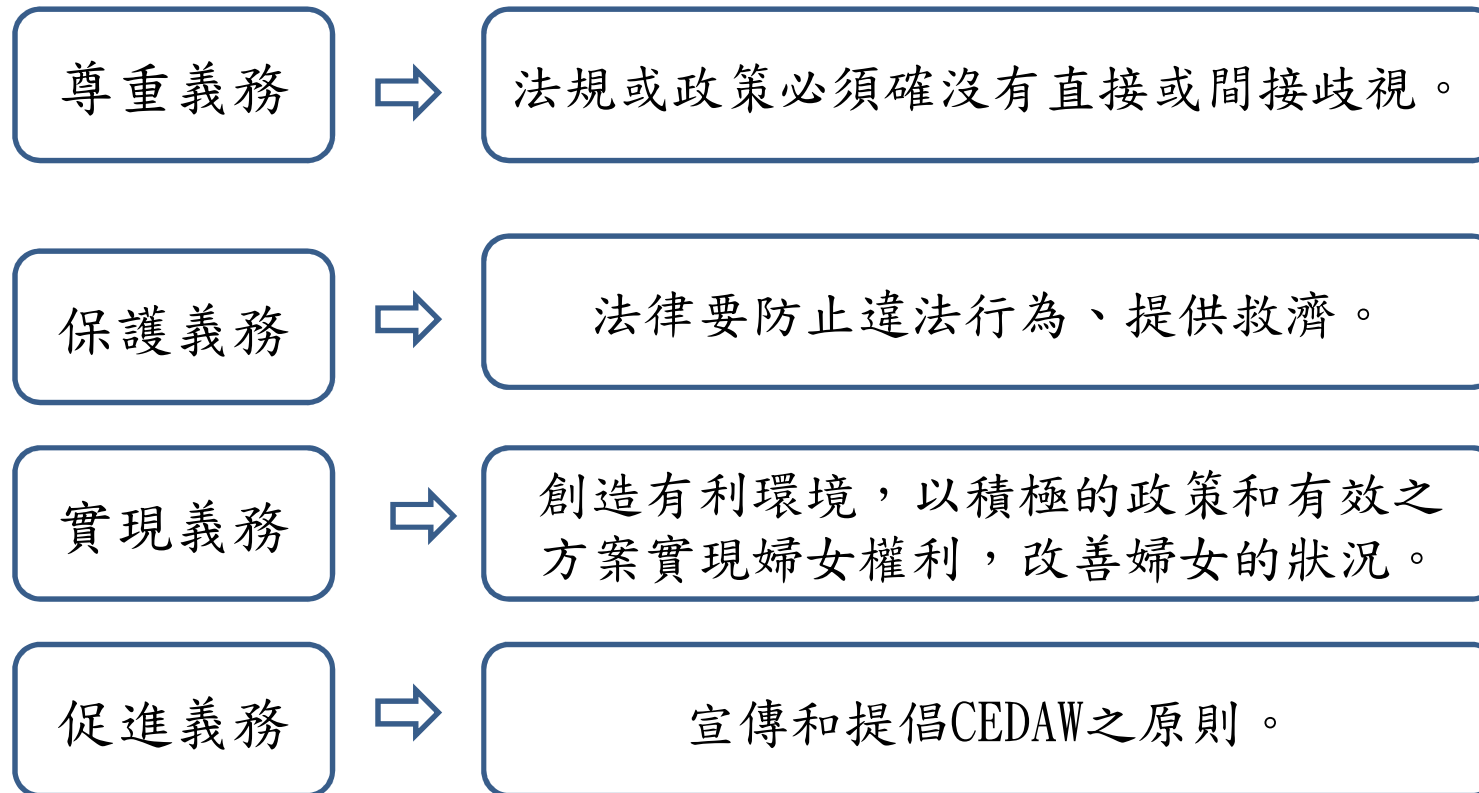 尊重義務
法規或政策必須確沒有直接或間接歧視。
保護義務
法律要防止違法行為、提供救濟。
實現義務
創造有利環境，以積極的政策和有效之
方案實現婦女權利，改善婦女的狀況。
促進義務
宣傳和提倡CEDAW之原則。